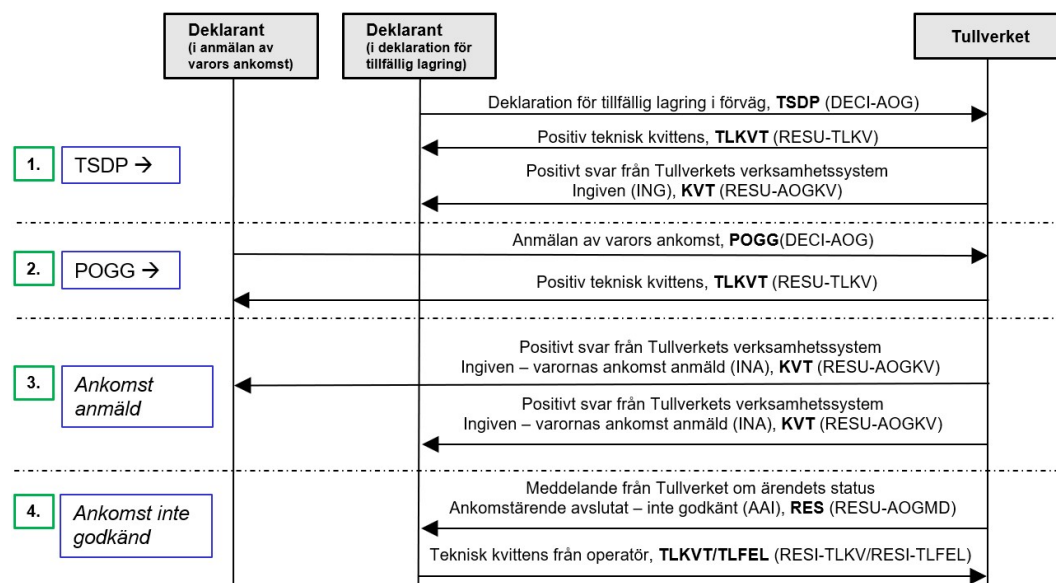 Deklarant
(i anmälan av
varors ankomst)
Deklarant
(i deklaration för
tillfällig lagring)
Tullverket
1.
TSDP →
Deklaration för tillfällig lagring i förväg, TSDP (DECI-AOG)
Positiv teknisk kvittens, TLKVT (RESU-TLKV)
Positivt svar från Tullverkets verksamhetssystem
Ingiven (ING), KVT (RESU-AOGKV)
2.
POGG →
Anmälan av varors ankomst, POGG(DECI-AOG)
Positiv teknisk kvittens, TLKVT (RESU-TLKV)
3.
Ankomst
anmäld
Positivt svar från Tullverkets verksamhetssystem
Ingiven – varornas ankomst anmäld (INA), KVT (RESU-AOGKV)
Positivt svar från Tullverkets verksamhetssystem
Ingiven – varornas ankomst anmäld (INA), KVT (RESU-AOGKV)
4.
Ankomst inte
godkänd
Meddelande från Tullverket om ärendets status
Ankomstärende avslutat – inte godkänt (AAI), RES (RESU-AOGMD)
Teknisk kvittens från operatör, TLKVT/TLFEL (RESI-TLKV/RESI-TLFEL)